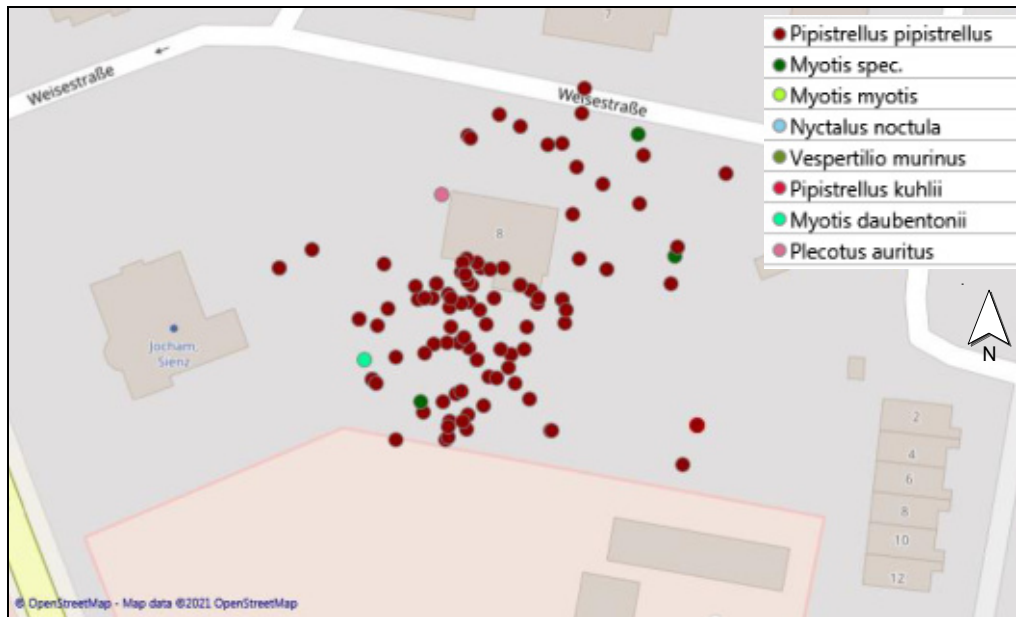 7
Weisestraße
Weisestraße
8
Jocham,
Sienz
Pipistrellus pipistrellus
Myotis spec.
Myotis myotis
Nyctalus noctula
Vespertilio murinus
Pipistrellus kuhlii
Myotis daubentonii
Plecotus auritus
N
2
4
6
8
10
12
© OpenStreetMap - Map data ©2021 OpenStreetMap